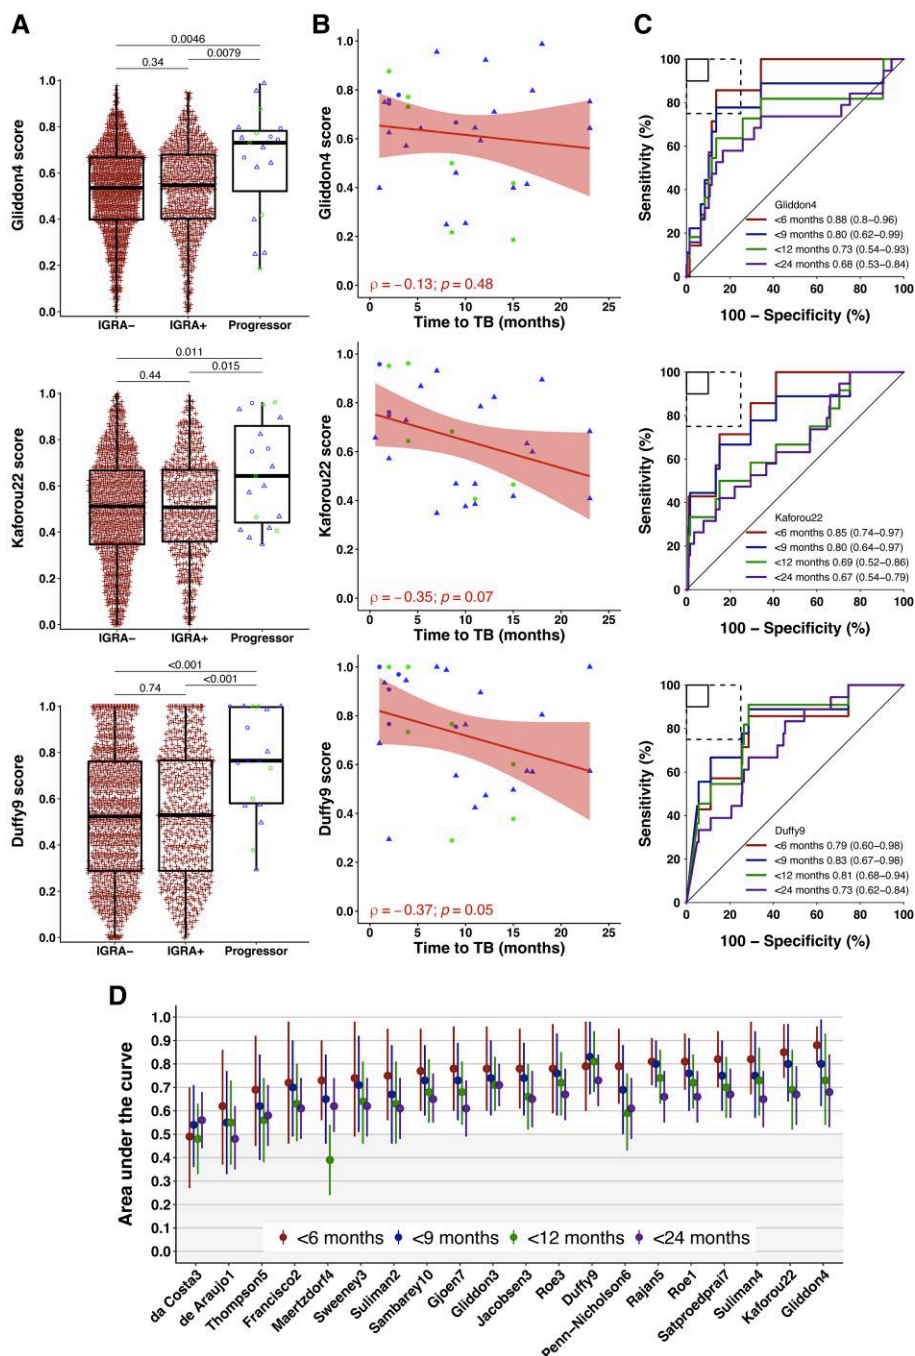 A
B
C
0.0046
0.34
0.0079
Gliddon4 score
1.0
0.8
0.6
0.4
0.2
0.0
IGRA−
IGRA+
Progressor
Gliddon4 score
1.0
0.8
0.6
0.4
0.2
0.0
ρ = −0.13; p = 0.48
0
5
10
15
20
25
Time to TB (months)
Sensitivity (%)
100
80
60
40
20
0
Gliddon4
<6 months 0.88 (0.8−0.96)
<9 months 0.80 (0.62−0.99)
<12 months 0.73 (0.54−0.93)
<24 months 0.68 (0.53−0.84)
0
20
40
60
80
100
100 − Specificity (%)
0.011
0.44
0.015
Kaforou22 score
1.0
0.8
0.6
0.4
0.2
0.0
IGRA−
IGRA+
Progressor
Kaforou22 score
1.0
0.8
0.6
0.4
0.2
0.0
ρ = −0.35; p = 0.07
0
5
10
15
20
25
Time to TB (months)
Sensitivity (%)
100
80
60
40
20
0
Kaforou22
<6 months 0.85 (0.74−0.97)
<9 months 0.80 (0.64−0.97)
<12 months 0.69 (0.52−0.86)
<24 months 0.67 (0.54−0.79)
0
20
40
60
80
100
100 − Specificity (%)
<0.001
0.74
<0.001
Duffy9 score
1.0
0.8
0.6
0.4
0.2
0.0
IGRA−
IGRA+
Progressor
Duffy9 score
1.0
0.8
0.6
0.4
0.2
0.0
ρ = −0.37; p = 0.05
0
5
10
15
20
25
Time to TB (months)
Sensitivity (%)
100
80
60
40
20
0
Duffy9
<6 months 0.79 (0.60−0.98)
<9 months 0.83 (0.67−0.98)
<12 months 0.81 (0.68−0.94)
<24 months 0.73 (0.62−0.84)
0
20
40
60
80
100
100 − Specificity (%)
D
Area under the curve
1.0
0.9
0.8
0.7
0.6
0.5
0.4
0.3
0.2
0.1
0.0
<6 months
<9 months
<12 months
<24 months
da Costa3
de Araujo1
Thompson5
Francisco2
Maertzdorf4
Sweeney3
Suliman2
Sambarey10
Gjoen7
Gliddon3
Jacobsen3
Roe3
Duffy9
Penn−Nicholson6
Rajan5
Roe1
Satproedprai7
Suliman4
Kaforou22
Gliddon4